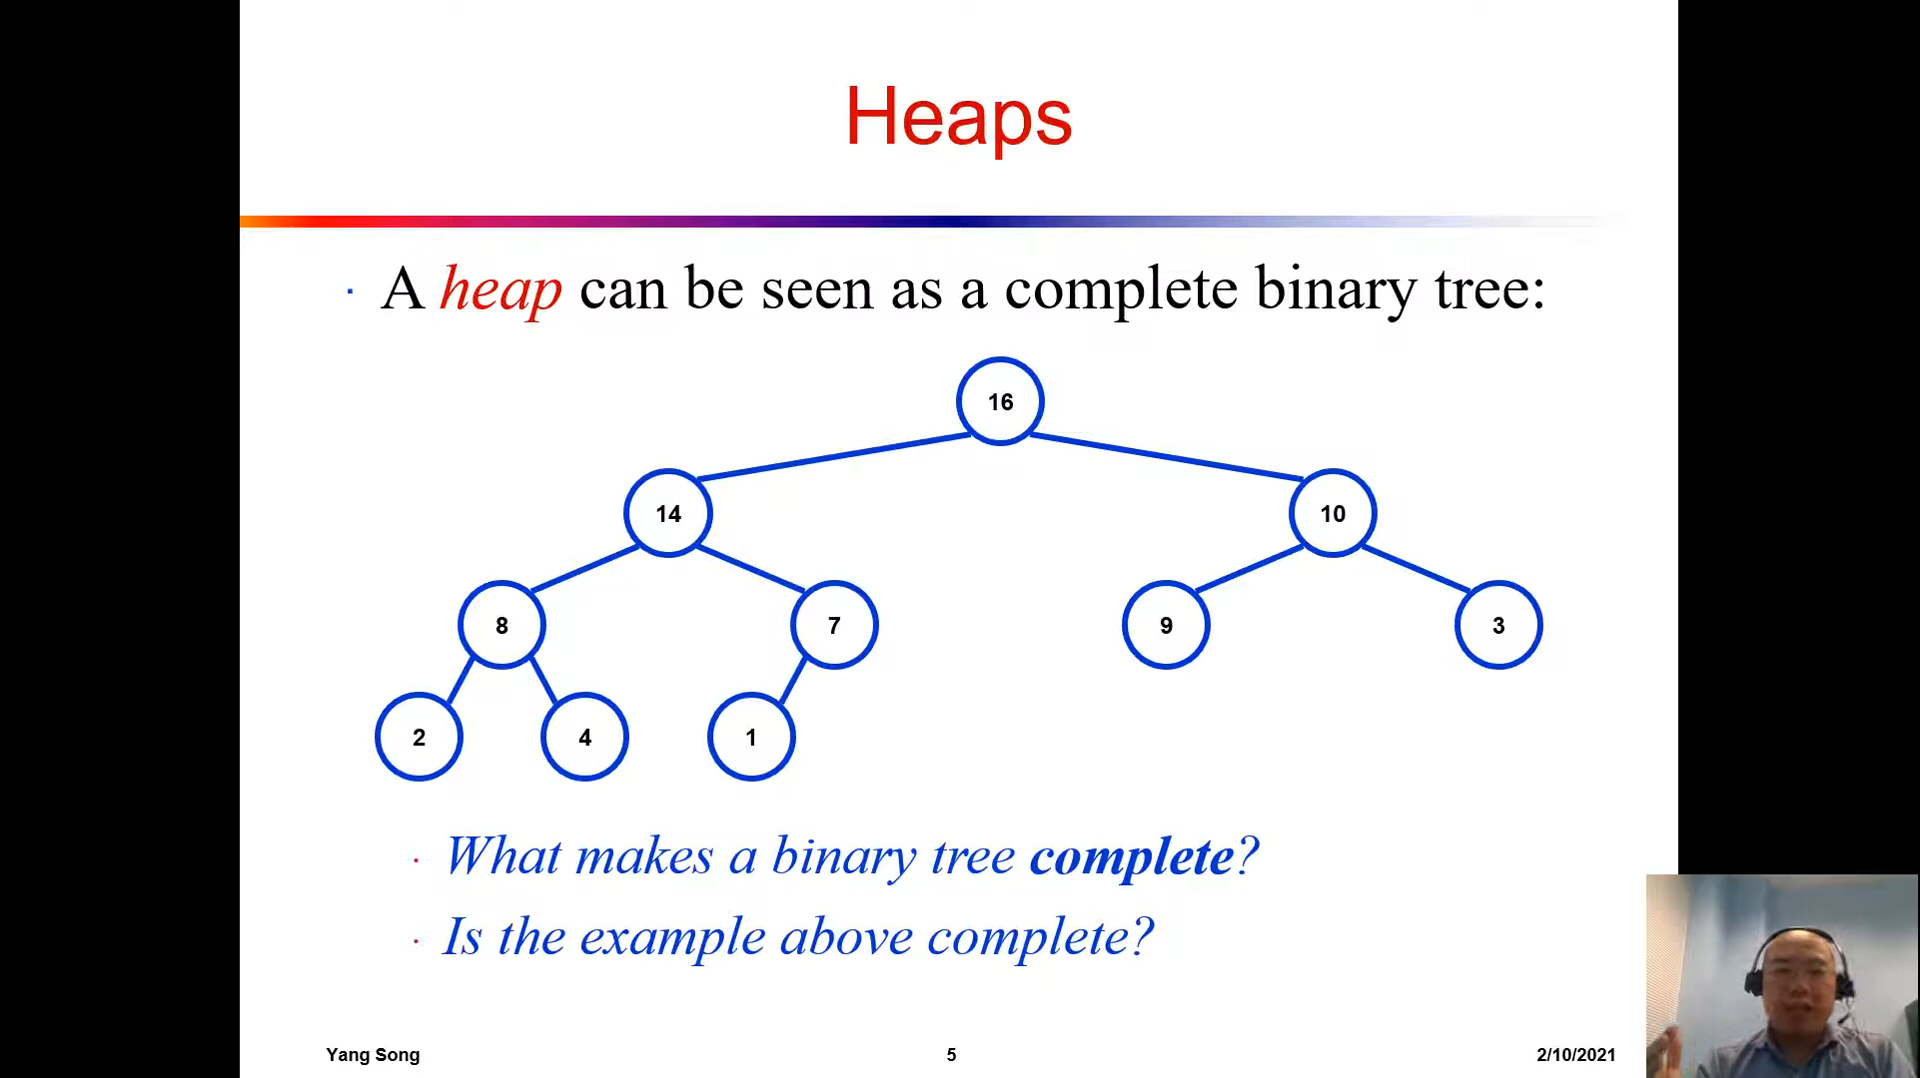 Heaps
· A heap can be seen as a complete binary tree:
16
14 10
8 7 9 3
2 4 1
· What makes a binary tree complete?
· Is the example above complete?
Yang Song 5 2/10/2021